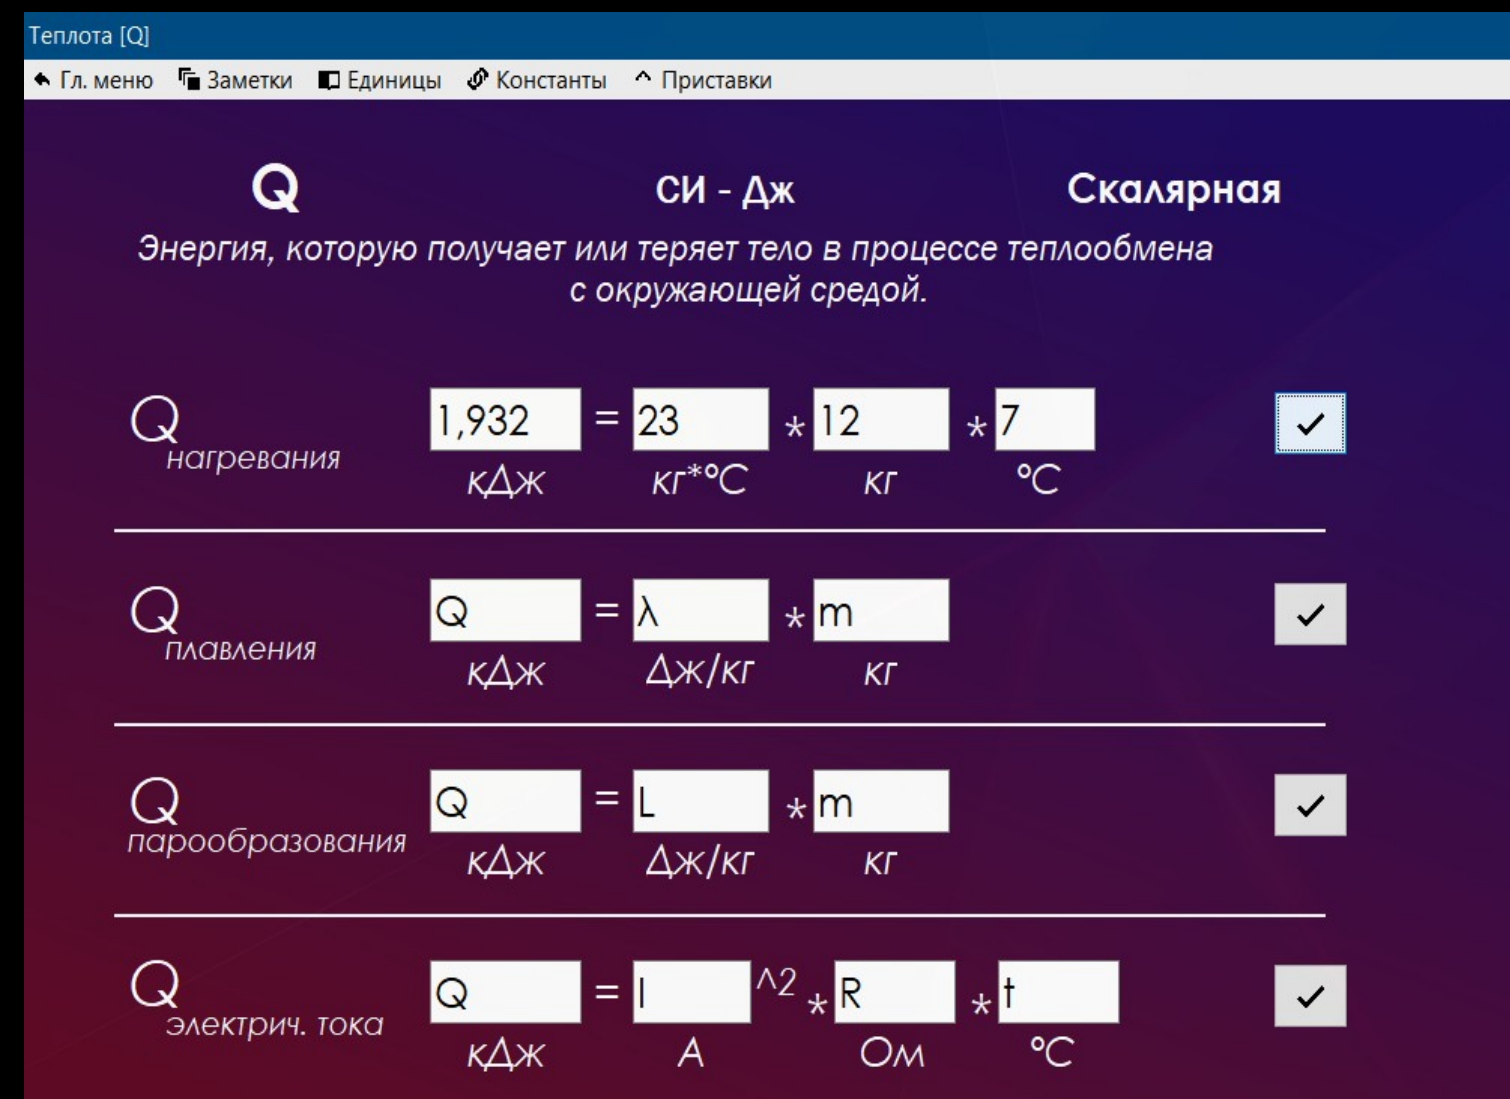 Теплота [Q]
Гл. меню Заметки Единицы Константы Приставки
Q СИ - Дж Скалярная
Энергия, которую получает или теряет тело в процессе теплообмена
с окружающей средой.
Q нагревания 1,932 = 23 * 12 * 7
кДж кг*°C кг °C
Q плавления Q = λ * m
кДж Дж/кг кг
Q парообразования Q = L * m
кДж Дж/кг кг
Q электрич. тока Q = I ^2 * R * t
кДж А Ом °C